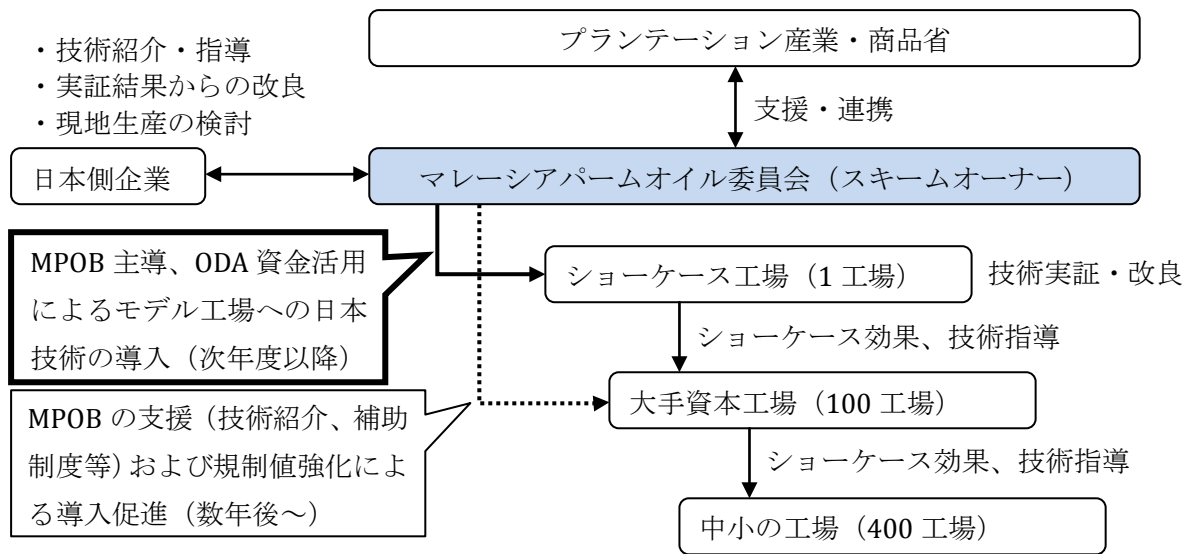 プランテーション産業・商品省
・技術紹介・指導
・実証結果からの改良
・現地生産の検討
支援・連携
日本側企業
マレーシアパームオイル委員会（スキームオーナー）
MPOB 主導、ODA 資金活用
によるモデル工場への日本
技術の導入（次年度以降）
ショーケース工場（1 工場）
技術実証・改良
ショーケース効果、技術指導
MPOB の支援（技術紹介、補助
制度等）および規制値強化によ
る導入促進（数年後～）
大手資本工場（100 工場）
ショーケース効果、技術指導
中小の工場（400 工場）